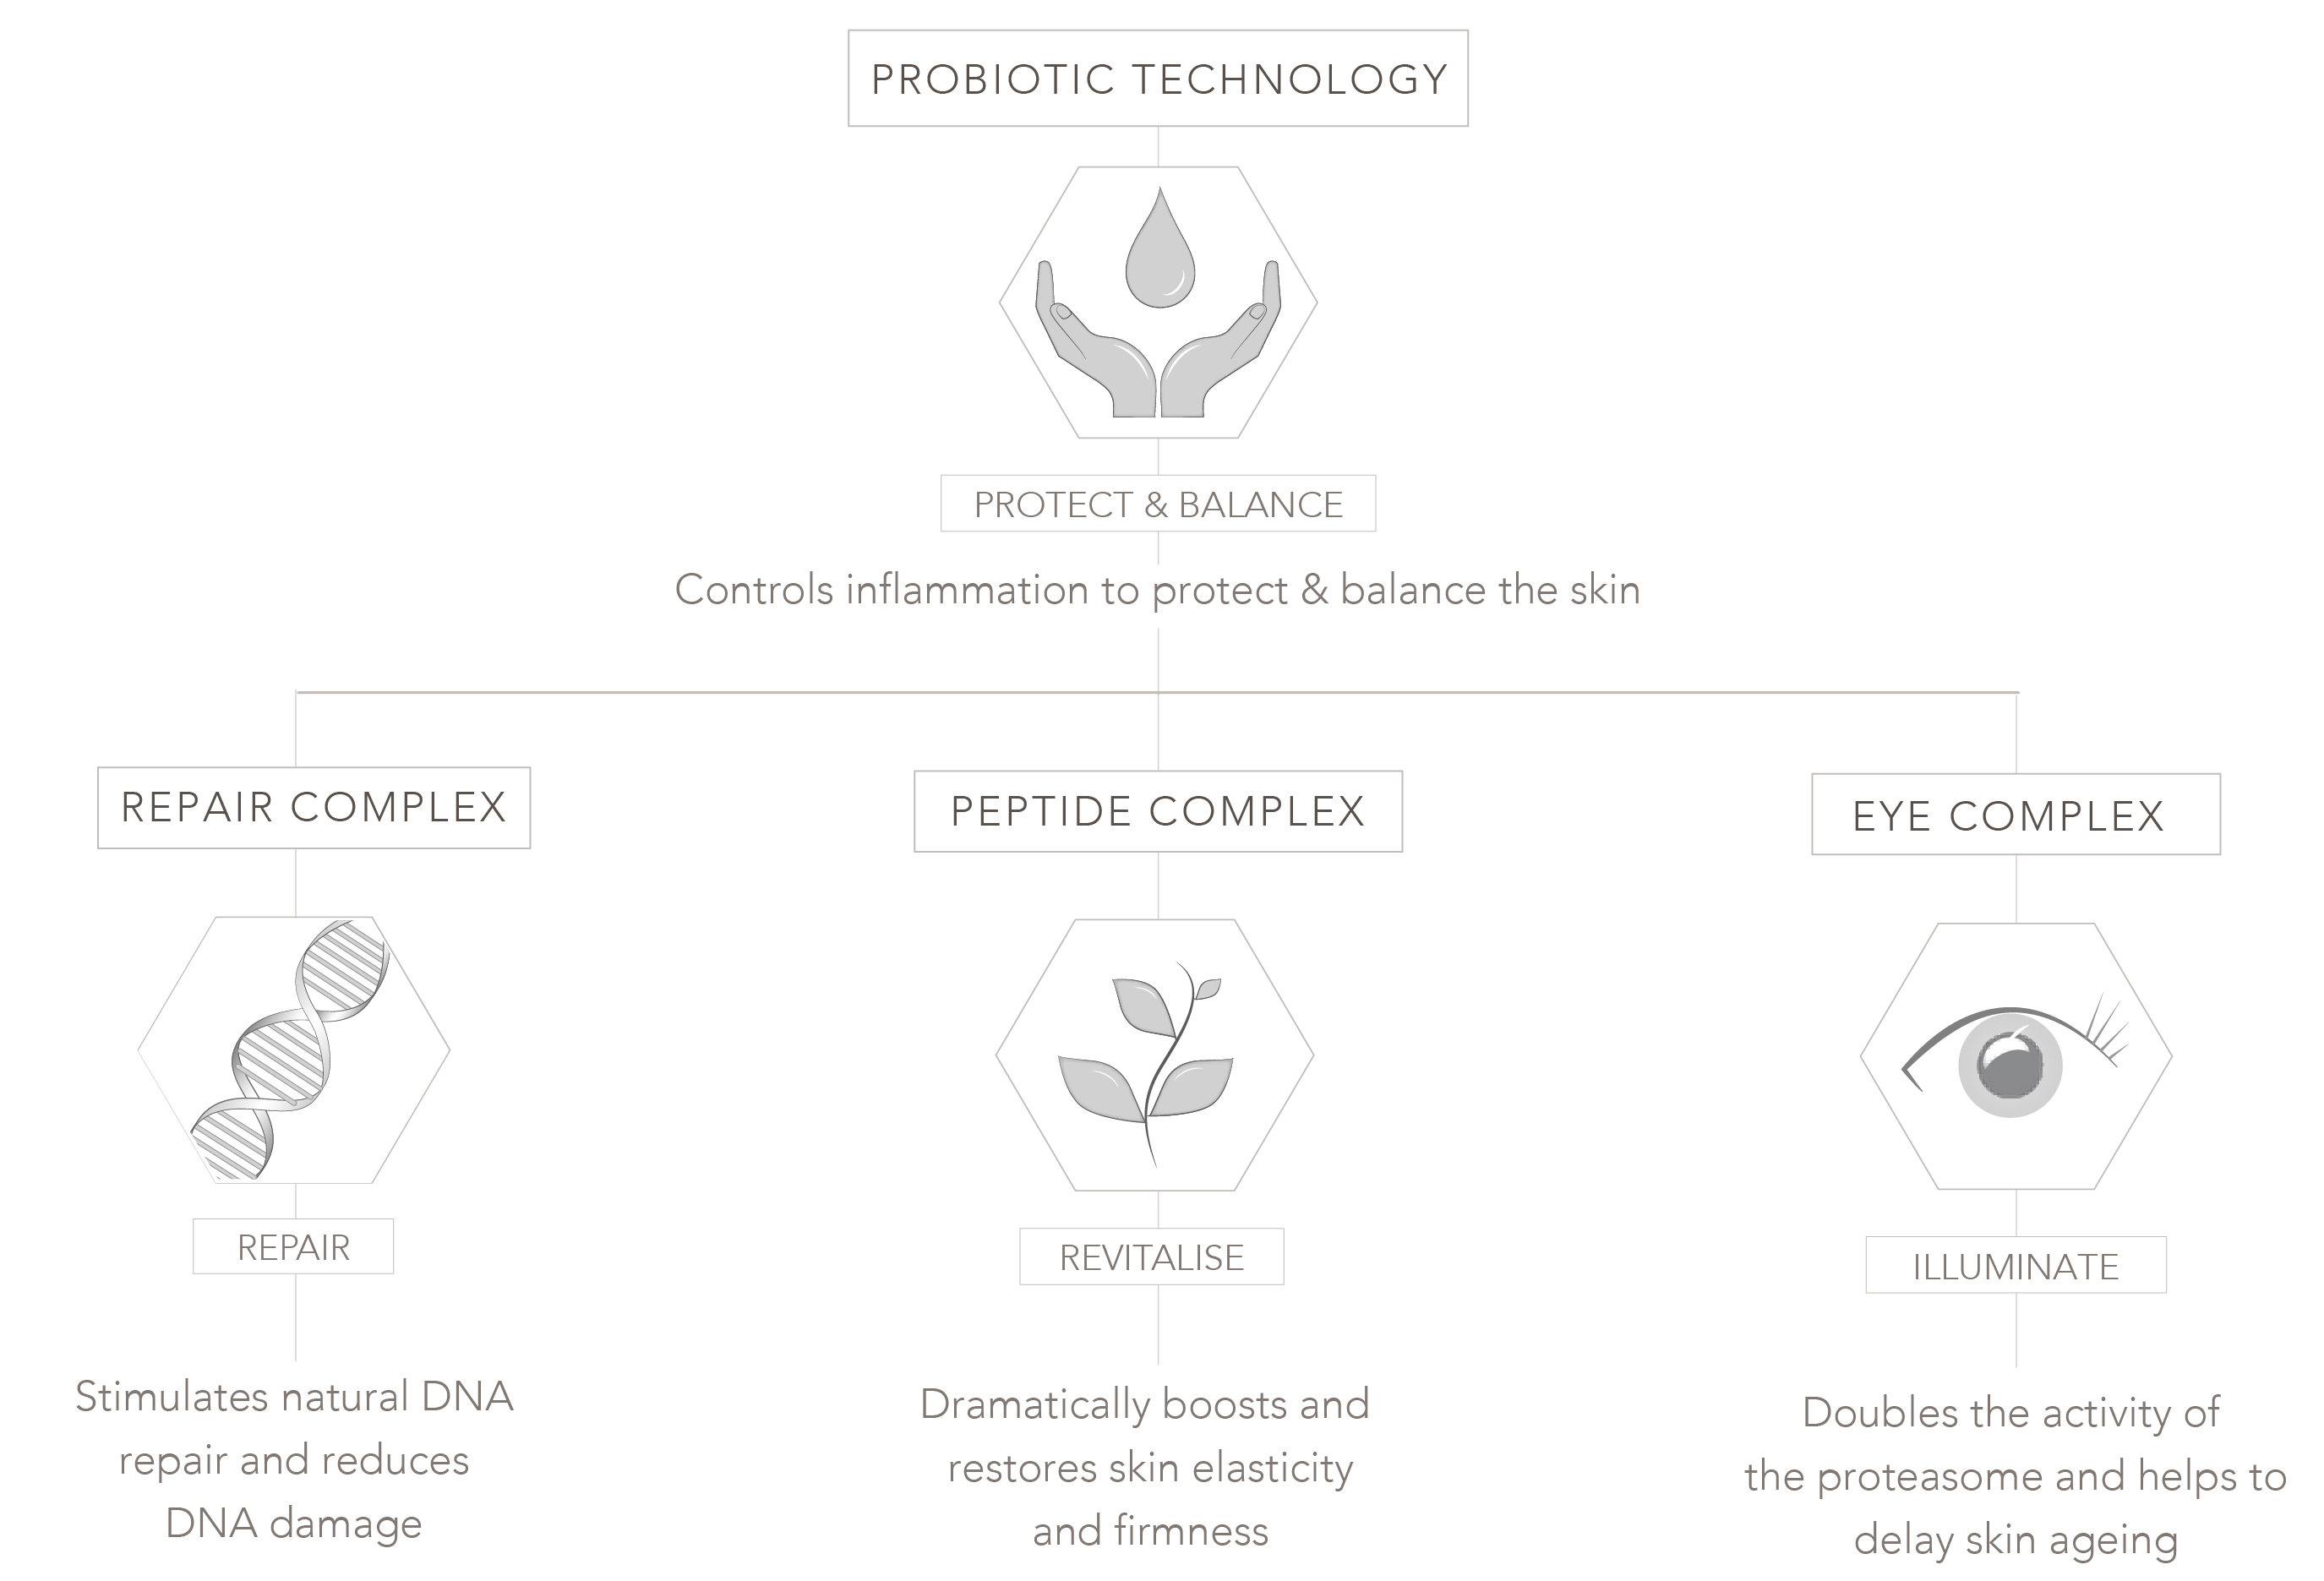 PROBIOTIC TECHNOLOGY
PROTECT & BALANCE
Controls inflammation to protect & balance the skin
REPAIR COMPLEX
REPAIR
Stimulates natural DNA
repair and reduces
DNA damage
PEPTIDE COMPLEX
REVITALISE
Dramatically boosts and
restores skin elasticity
and firmness
EYE COMPLEX
ILLUMINATE
Doubles the activity of
the proteasome and helps to
delay skin ageing